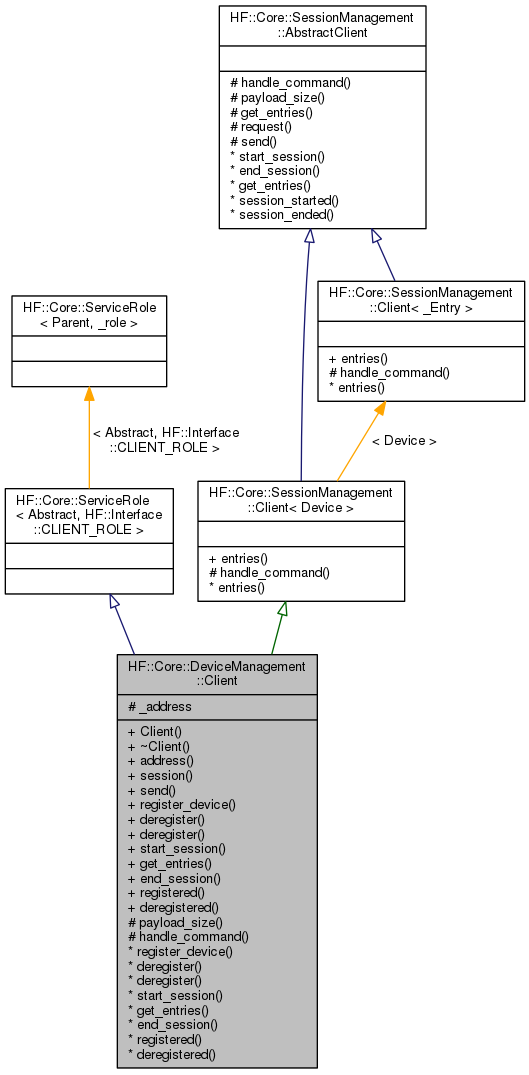 HF::Core::SessionManagement
::AbstractClient
# handle_command()
# payload_size()
# get_entries()
# request()
# send()
* start_session()
* end_session()
* get_entries()
* session_started()
* session_ended()
HF::Core::ServiceRole
< Parent, _role >
HF::Core::SessionManagement
::Client< _Entry >
+ entries()
# handle_command()
* entries()
< Abstract, HF::Interface
::CLIENT_ROLE >
< Device >
HF::Core::ServiceRole
< Abstract, HF::Interface
::CLIENT_ROLE >
HF::Core::SessionManagement
::Client< Device >
+ entries()
# handle_command()
* entries()
HF::Core::DeviceManagement
::Client
# _address
+ Client()
+ ~Client()
+ address()
+ session()
+ send()
+ register_device()
+ deregister()
+ deregister()
+ start_session()
+ get_entries()
+ end_session()
+ registered()
+ deregistered()
# payload_size()
# handle_command()
* register_device()
* deregister()
* deregister()
* start_session()
* get_entries()
* end_session()
* registered()
* deregistered()